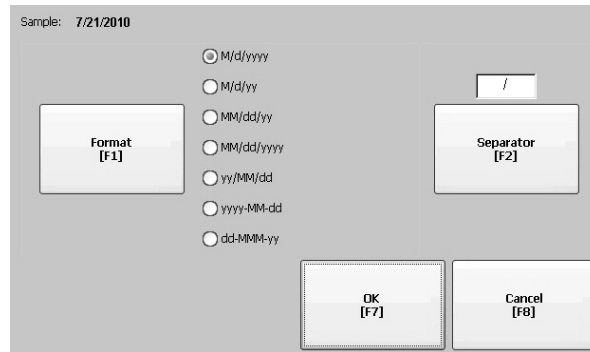 Sample: 7/21/2010
M/d/yyyy
M/d/yy
MM/dd/yy
MM/dd/yyyy
yy/MM/dd
yyyy-MM-dd
dd-MMM-yy
Format
[F1]
/
Separator
[F2]
OK
[F7]
Cancel
[F8]